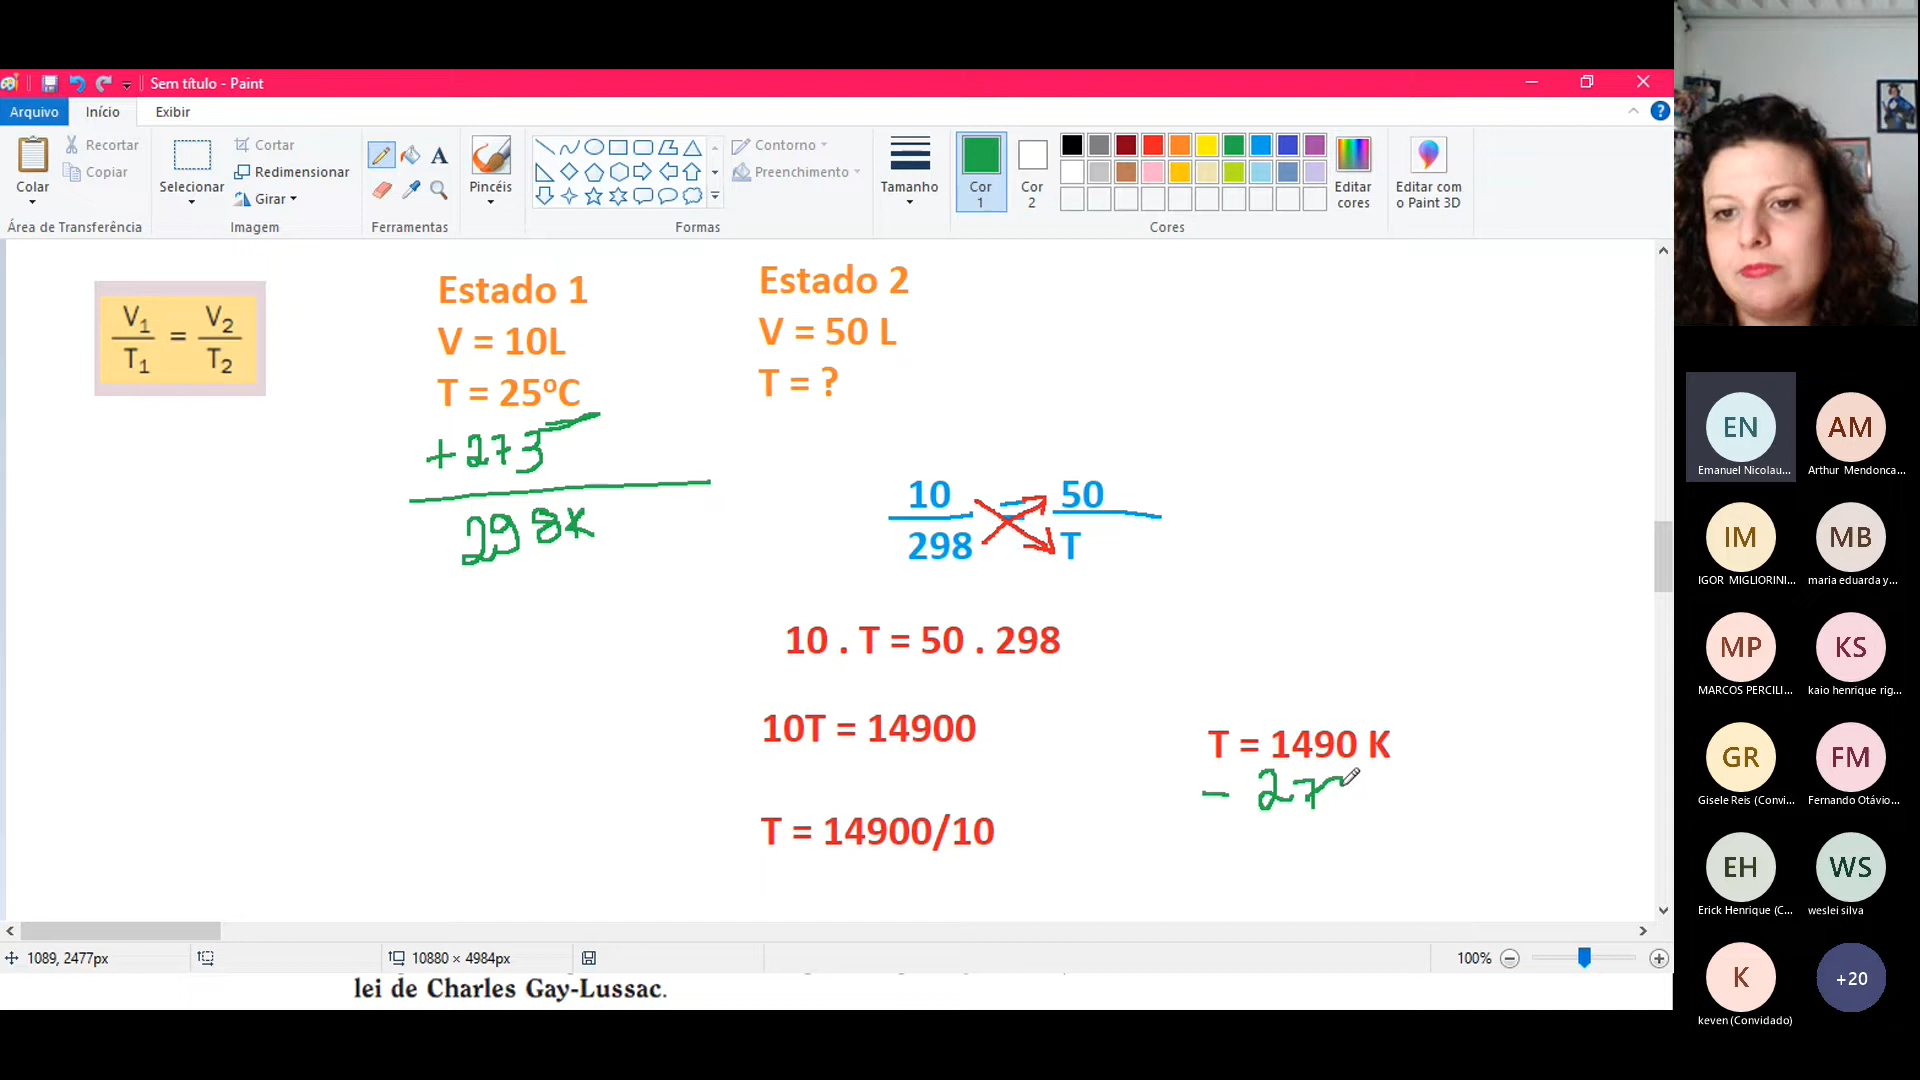 Sem título - Paint
Arquivo Início Exibir
Colar
Recortar
Copiar
Área de Transferência
Selecionar
Cortar
Redimensionar
Girar
Imagem
A
Ferramentas
Pincéis
Contorno
Preenchimento
Formas
Tamanho
Cor 1
Cor 2
Cores
Editar cores
Editar com o Paint 3D
?
V1 = V2
T1 T2
Estado 1
V = 10L
T = 25ºC
+ 273
298K
Estado 2
V = 50 L
T = ?
10 = 50
298 T
10 . T = 50 . 298
10T = 14900
T = 14900/10
T = 1490 K
- 27
1089, 2477px
10880 × 4984px
100%
lei de Charles Gay-Lussac.
EN
Emanuel Nicolau...
AM
Arthur Mendonca...
IM
IGOR MIGLIORINI...
MB
maria eduarda y...
MP
MARCOS PERCILI...
KS
kaio henrique rig...
GR
Gisele Reis (Convi...
FM
Fernando Otávio...
EH
Erick Henrique (C...
WS
weslei silva
K
keven (Convidado)
+20